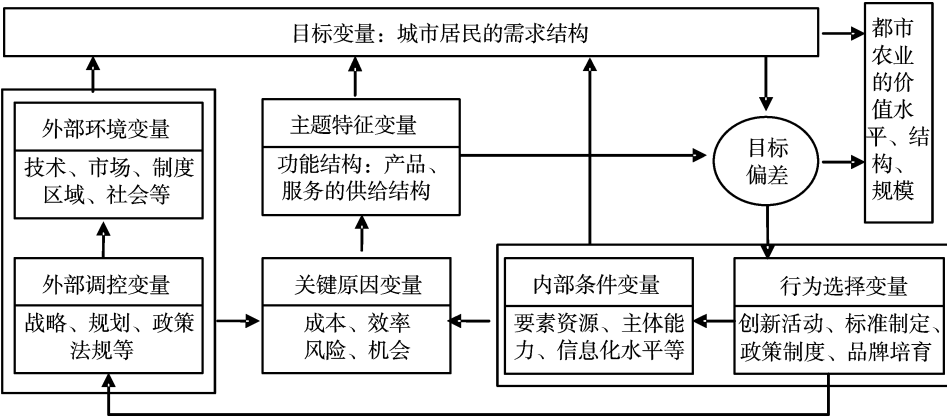 目标变量：城市居民的需求结构
都市
农业
的价
值水
平、结
构、
规模
外部环境变量
技术、市场、制度
区域、社会等
主题特征变量
功能结构：产品、
服务的供给结构
目标
偏差
外部调控变量
战略、规划、政策
法规等
关键原因变量
成本、效率
风险、机会
内部条件变量
要素资源、主体能
力、信息化水平等
行为选择变量
创新活动、标准制定、
政策制度、品牌培育